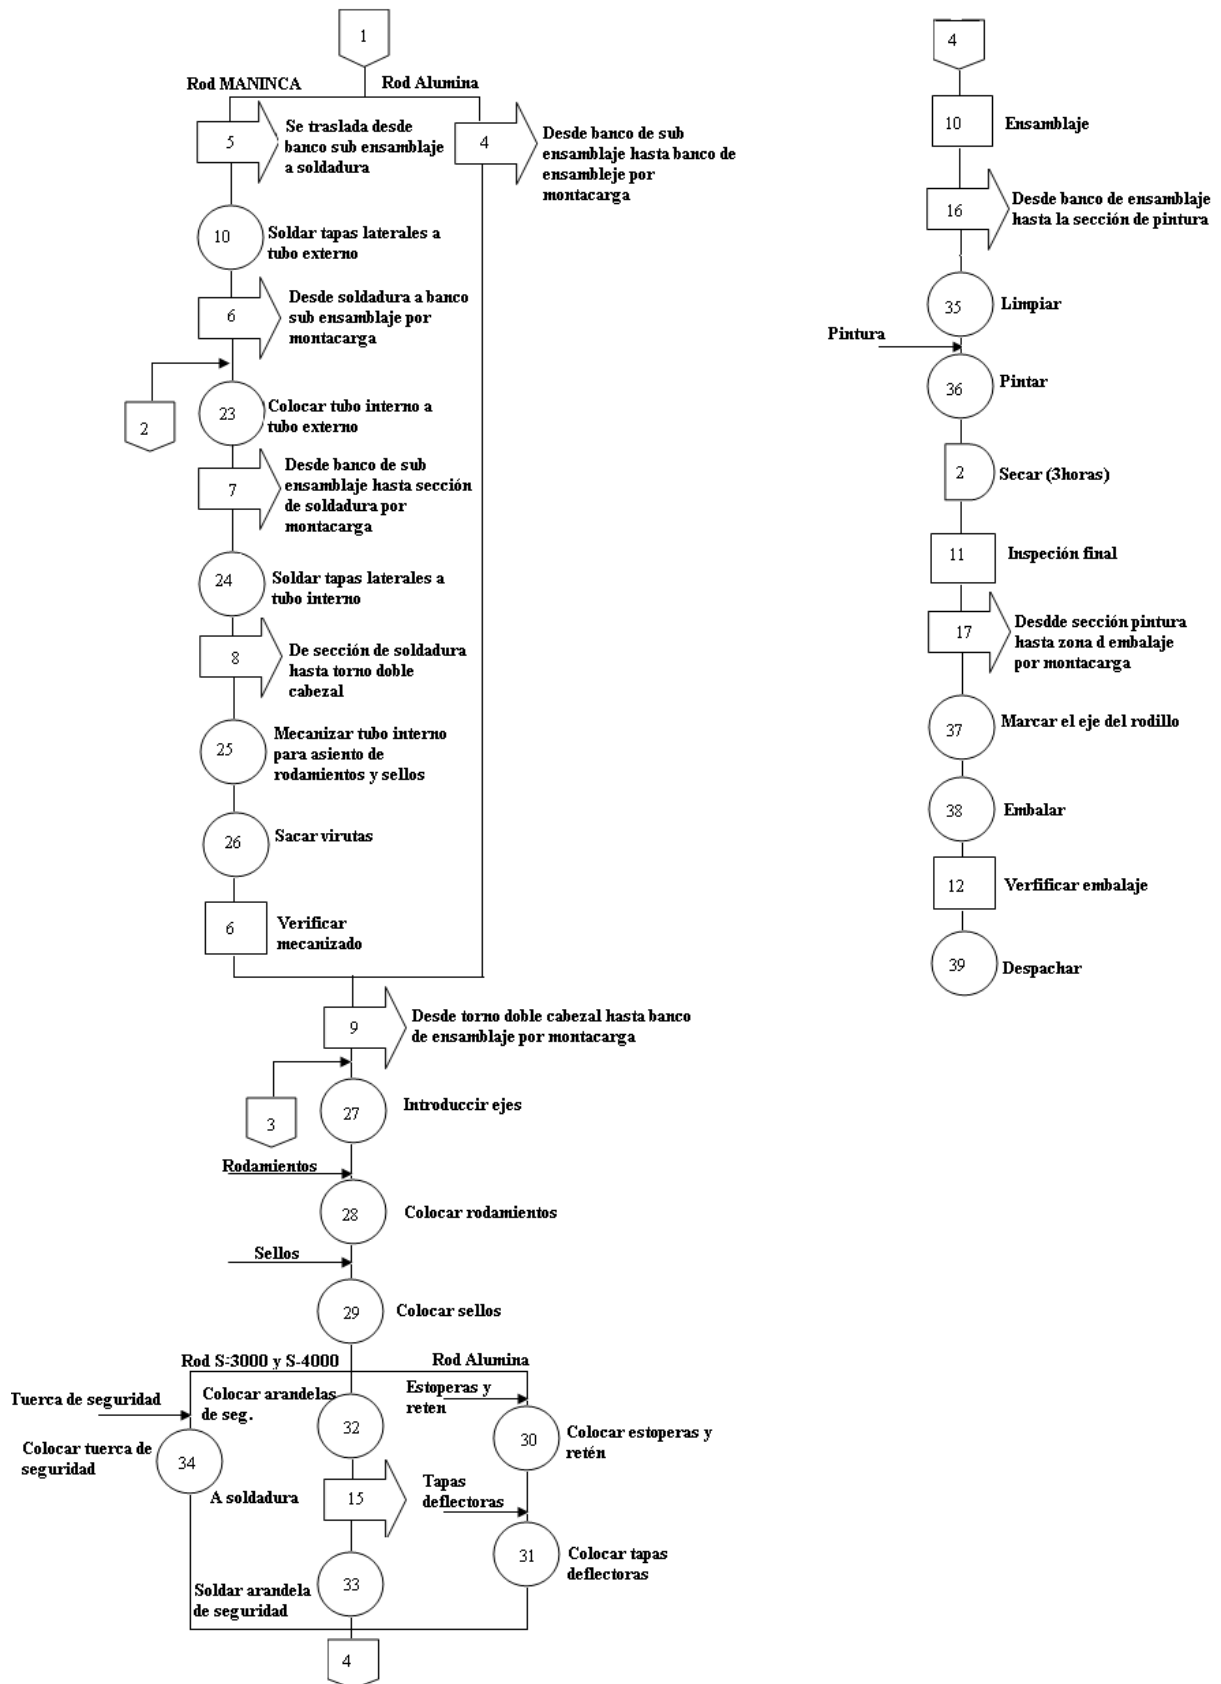 1
Rod MANINCA
Rod Alumina
5
Se traslada desde
banco sub ensamblaje
a soldadura
4
Desde banco de sub
ensamblaje hasta banco de
ensambleje por
montacarga
10
Soldar tapas laterales a
tubo externo
6
Desde soldadura a banco
sub ensamblaje por
montacarga
2
23
Colocar tubo interno a
tubo externo
7
Desde banco de sub
ensamblaje hasta sección
de soldadura por
montacarga
24
Soldar tapas laterales a
tubo interno
8
De sección de soldadura
hasta torno doble
cabezal
25
Mecanizar tubo interno
para asiento de
rodamientos y sellos
26
Sacar virutas
6
Verificar
mecanizado
9
Desde torno doble cabezal hasta banco
de ensamblaje por montacarga
3
27
Introduccir ejes
Rodamientos
28
Colocar rodamientos
Sellos
29
Colocar sellos
Rod S-3000 y S-4000
Rod Alumina
Tuerca de seguridad
Colocar arandelas
de seg.
Estoperas y
reten
32
30
Colocar estoperas y
retén
Colocar tuerca de
seguridad
34
A soldadura
15
Tapas
deflectoras
31
Colocar tapas
deflectoras
Soldar arandela
de seguridad
33
4
4
10
Ensamblaje
16
Desde banco de ensamblaje
hasta la sección de pintura
35
Limpiar
Pintura
36
Pintar
2
Secar (3horas)
11
Inspeción final
17
Desdde sección pintura
hasta zona d embalaje
por montacarga
37
Marcar el eje del rodillo
38
Embalar
12
Verfificar embalaje
39
Despachar